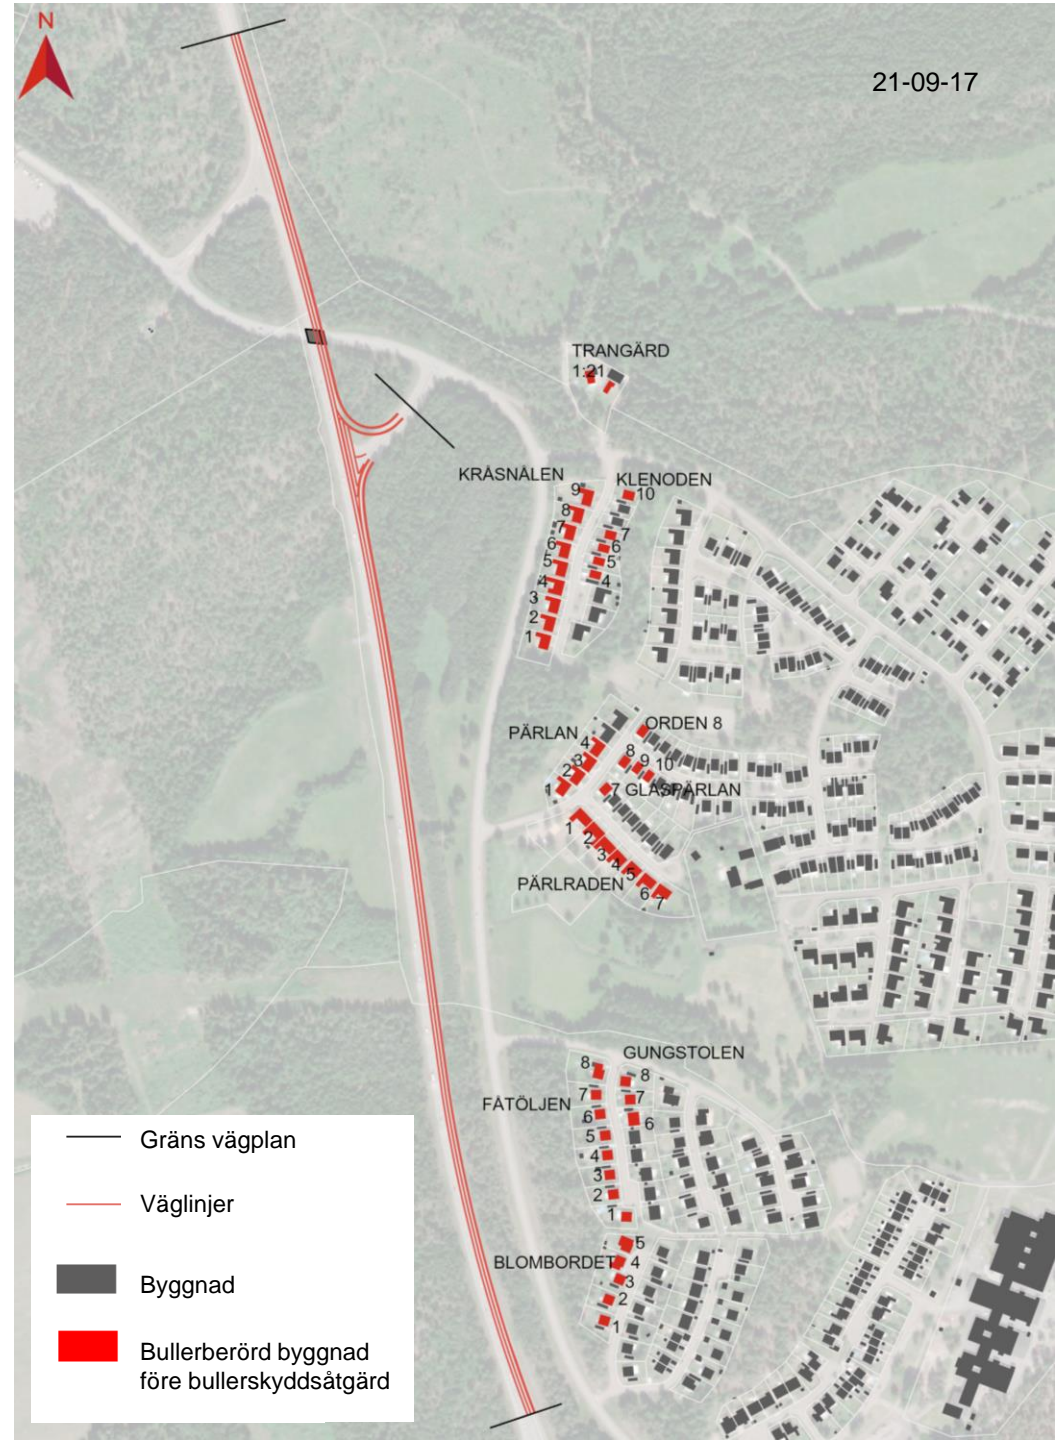 N
21-09-17
TRANGÄRD
1:21
KRÅSNÅLEN
KLENODEN
9
10
8
7
7
6
6
5
5
4
4
3
2
1
PÄRLAN
ORDEN 8
4
8
3
9
2
10
1
7 GLASPÄRLAN
1
2
3
4
5
PÄRLRADEN
6
7
GUNGSTOLEN
8
8
7
7
FÅTÖLJEN
6
6
5
4
3
2
1
5
BLOMBORDET
4
3
2
1
Gräns vägplan
Väglinjer
Byggnad
Bullerberörd byggnad
före bullerskyddsåtgärd